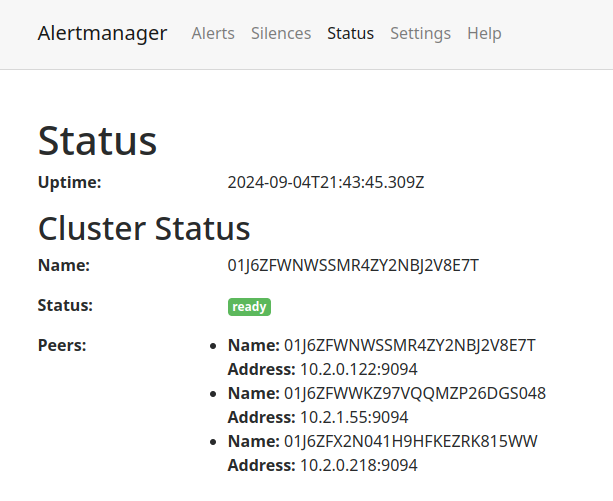 Alertmanager Alerts Silences Status Settings Help
Status
Uptime: 2024-09-04T21:43:45.309Z
Cluster Status
Name: 01J6ZFWNWSSMR4ZY2NBJ2V8E7T
Status: ready
Peers: Name: 01J6ZFWNWSSMR4ZY2NBJ2V8E7T
Address: 10.2.0.122:9094
Name: 01J6ZFWWKZ97VQQMZP26DGS048
Address: 10.2.1.55:9094
Name: 01J6ZFX2N041H9HFKEZRK815WW
Address: 10.2.0.218:9094